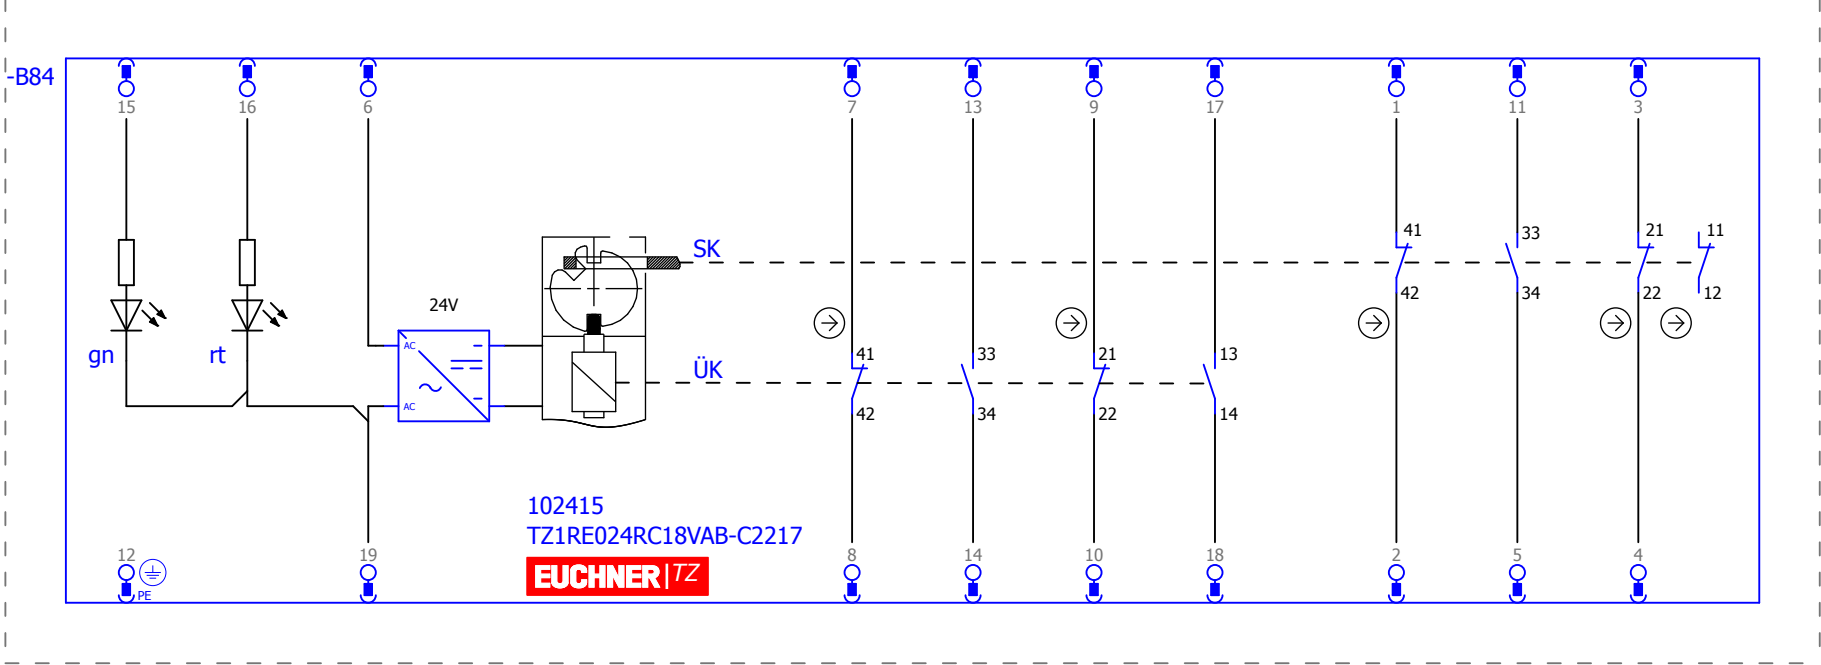 -B84
15 16 6 7 13 9 17 1 11 3
41 33 21 11
SK
42 34 22 12
24V
gn rt AC
41 33 21 13
ÜK
AC
42 34 22 14
102415
TZ1RE024RC18VAB-C2217
12 19 8 14 10 18 2 5 4
EUCHNER TZ
PE